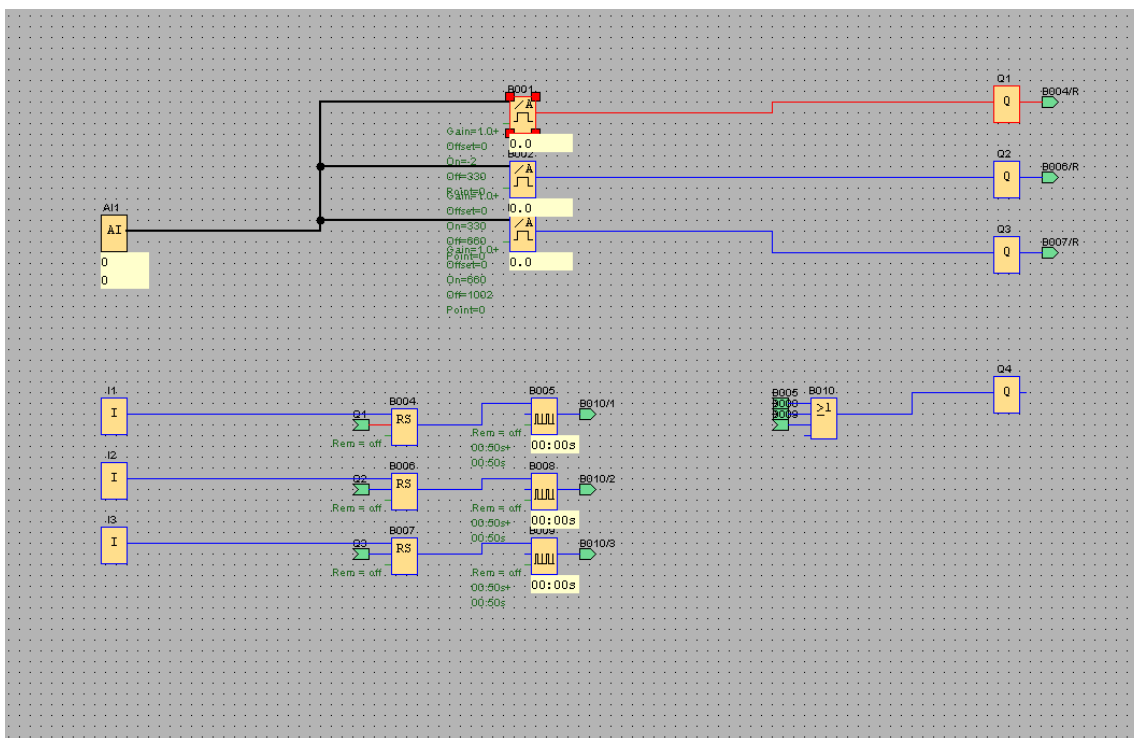 Q1
B001
Q
B004/R
/A
Gain=1.0+
Offset=0
0.0
On=-2
B002
Q2
Off=330
/A
Q
B006/R
Point=0
Gain=1.0+
AI1
Offset=0
0.0
On=330
/A
Q3
AI
Off=660
Gain=1.0+
Point=0
Q
B007/R
0
Offset=0
0.0
0
On=660
Off=1002
Point=0
Q4
I1
B004
B005
B005
B010
Q
I
Q1
RS
B010/1
B008
≥1
B009
Rem = off
Rem = off
00:50s+
00:00s
00:50s
I2
B006
B008
I
Q2
RS
B010/2
Rem = off
Rem = off
00:50s+
00:00s
00:50s
I3
B007
B009
I
Q3
RS
B010/3
Rem = off
Rem = off
00:50s+
00:00s
00:50s